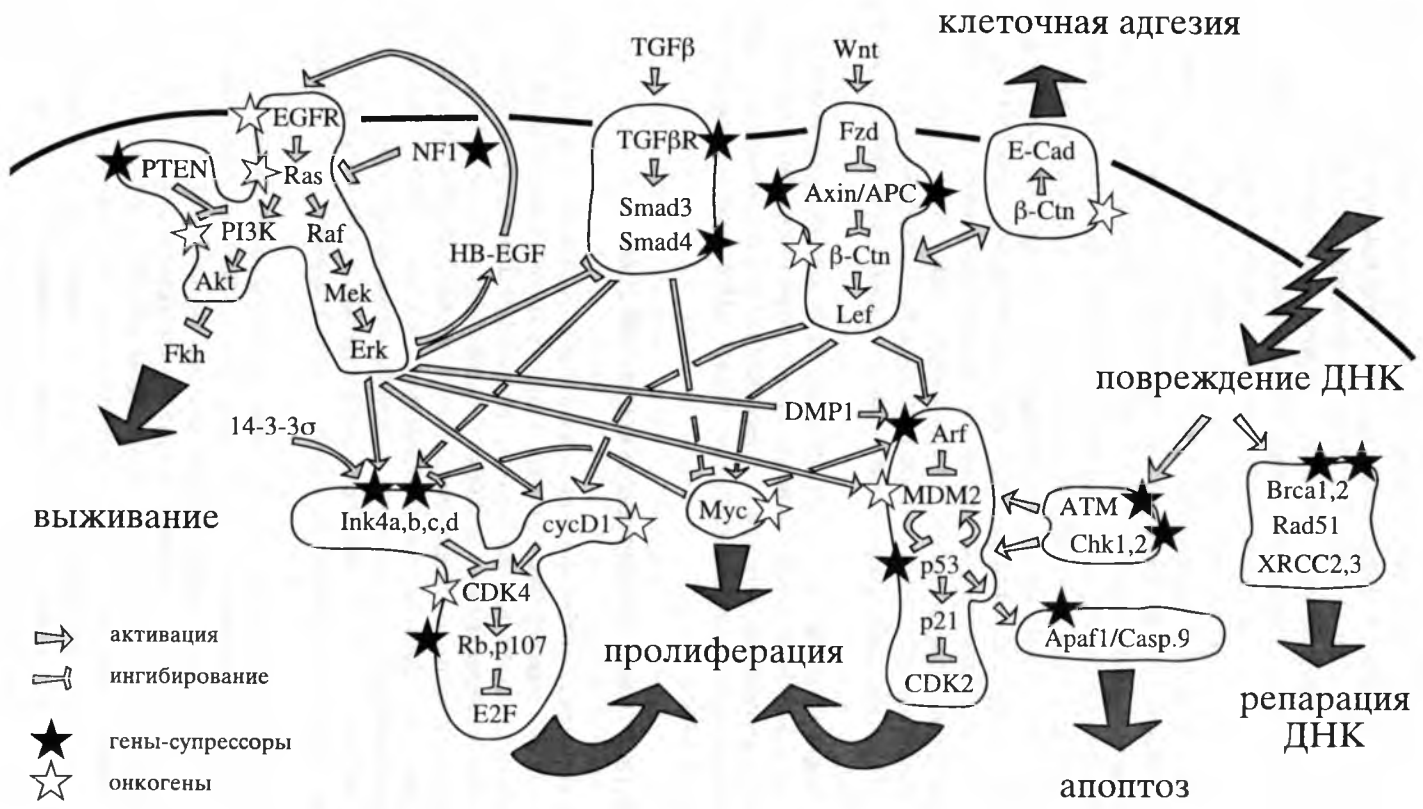 клеточная адгезия
TGFβ
Wnt
EGFR
PTEN
Ras
NF1
PI3K
Raf
Akt
Mek
Fkh
Erk
HB-EGF
TGFβR
Smad3
Smad4
Fzd
Axin/APC
β-Ctn
Lef
E-Cad
β-Ctn
повреждение ДНК
14-3-3σ
DMP1
Arf
MDM2
p53
p21
CDK2
выживание
Ink4a,b,c,d
cycD1
CDK4
Rb,p107
E2F
Myc
пролиферация
ATM
Chk1,2
Apaf1/Casp.9
апоптоз
Brca1,2
Rad51
XRCC2,3
репарация
ДНК
активация
ингибирование
гены-супрессоры
онкогены